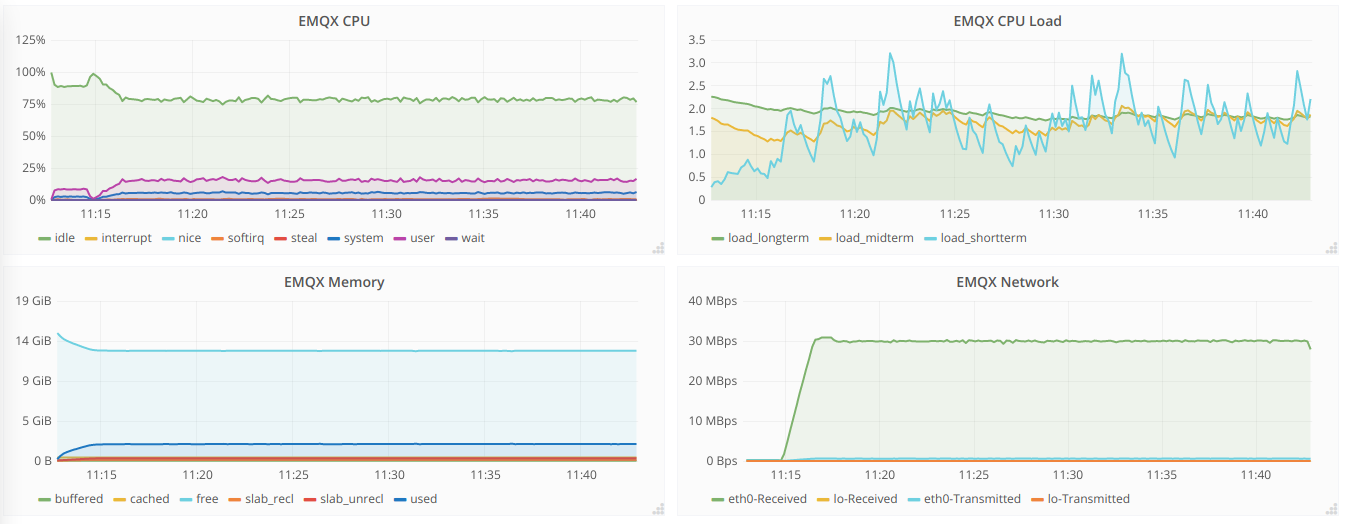 EMQX CPU
125%
100%
75%
50%
25%
0%
11:15 11:20 11:25 11:30 11:35 11:40
idle interrupt nice softirq steal system user wait
EMQX CPU Load
3.5
3.0
2.5
2.0
1.5
1.0
0.5
0
11:15 11:20 11:25 11:30 11:35 11:40
load_longterm load_midterm load_shortterm
EMQX Memory
19 GiB
14 GiB
9 GiB
5 GiB
0 B
11:15 11:20 11:25 11:30 11:35 11:40
buffered cached free slab_recl slab_unrecl used
EMQX Network
40 MBps
30 MBps
20 MBps
10 MBps
0 Bps
11:15 11:20 11:25 11:30 11:35 11:40
eth0-Received lo-Received eth0-Transmitted lo-Transmitted